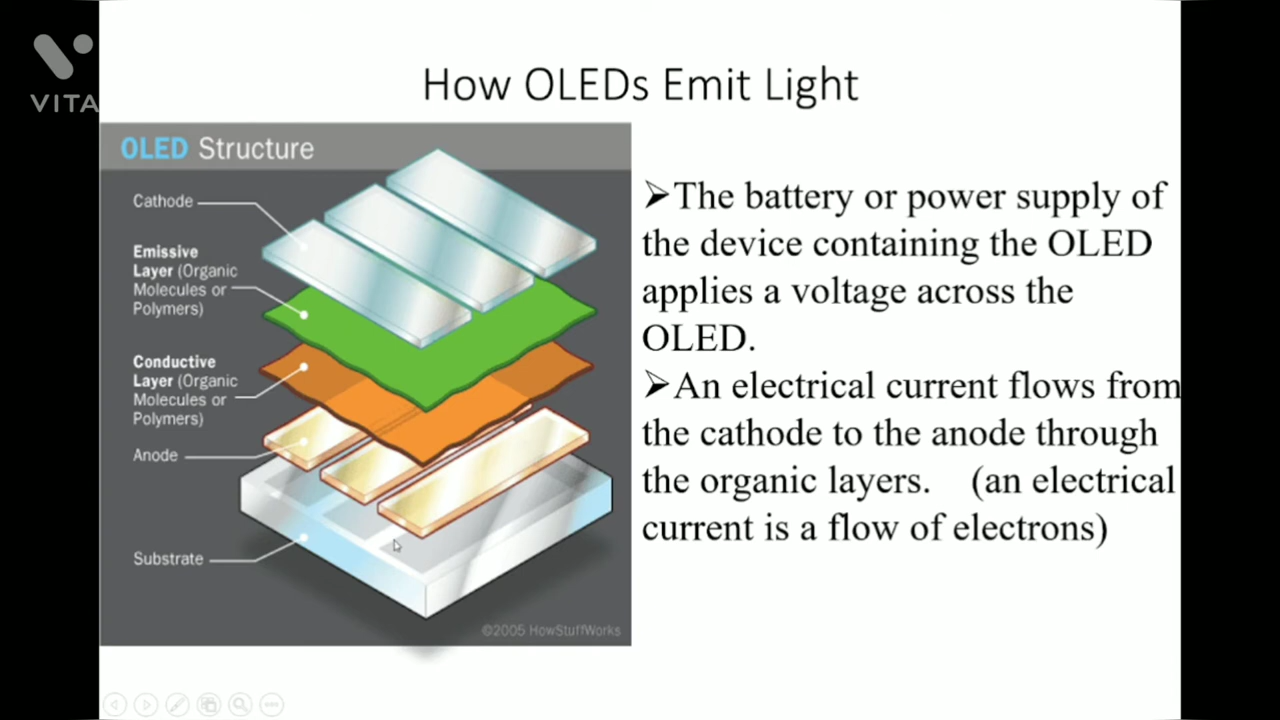 VITA
How OLEDs Emit Light
OLED Structure
Cathode
Emissive
Layer (Organic
Molecules or
Polymers)
Conductive
Layer (Organic
Molecules or
Polymers)
Anode
Substrate
©2005 HowStuffWorks
➢The battery or power supply of
the device containing the OLED
applies a voltage across the
OLED.
➢An electrical current flows from
the cathode to the anode through
the organic layers. (an electrical
current is a flow of electrons)